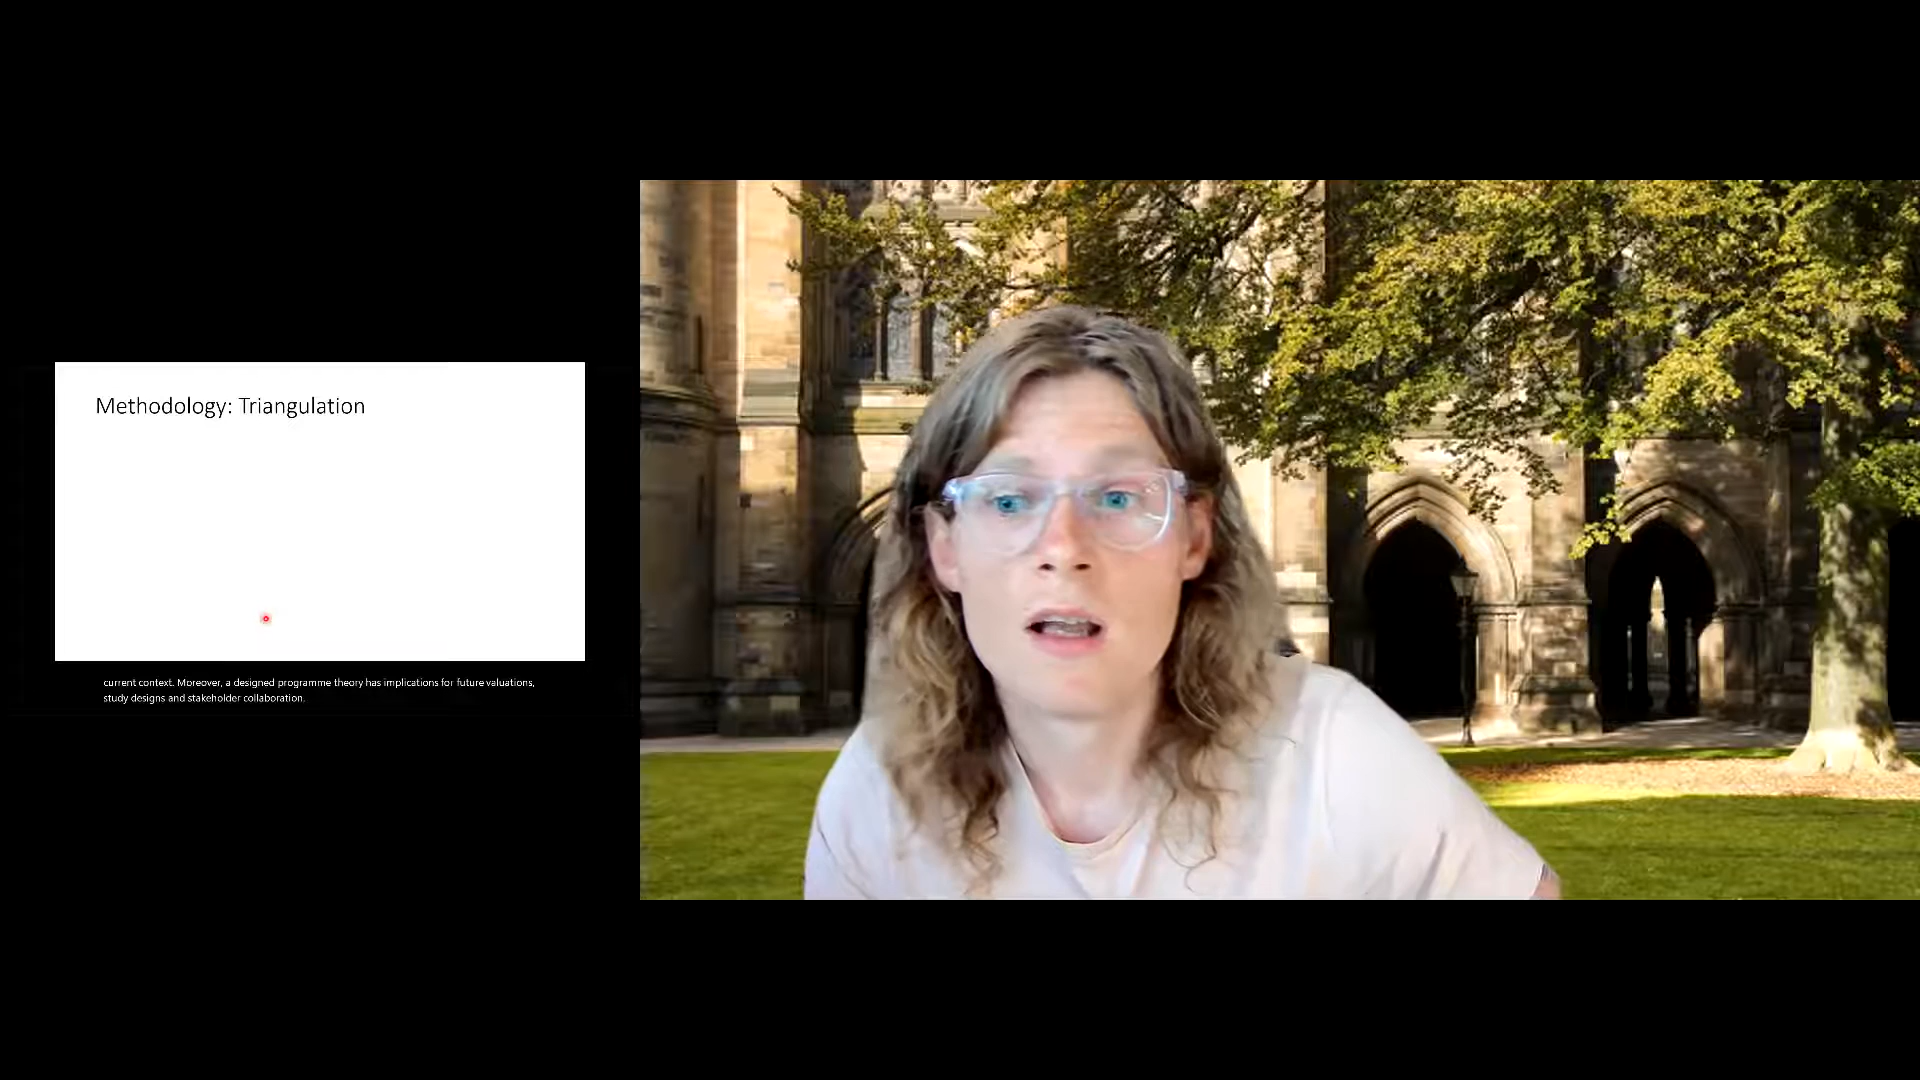 Methodology: Triangulation
current context. Moreover, a designed programme theory has implications for future valuations,
study designs and stakeholder collaboration.